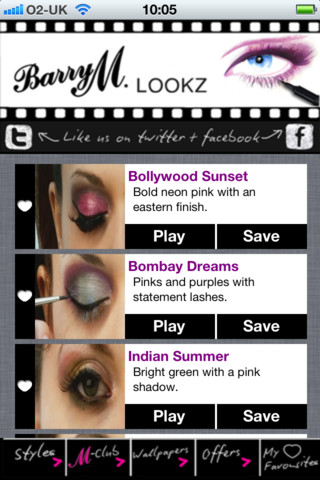 O2-UK 10:05
Barry M. LOOKZ
t Like us on twitter + facebook f
Bollywood Sunset
Bold neon pink with an
eastern finish.
Play Save
Bombay Dreams
Pinks and purples with
statement lashes.
Play Save
Indian Summer
Bright green with a pink
shadow.
Play Save
Styles > M-Club > Wallpapers > Offers > My Favourites